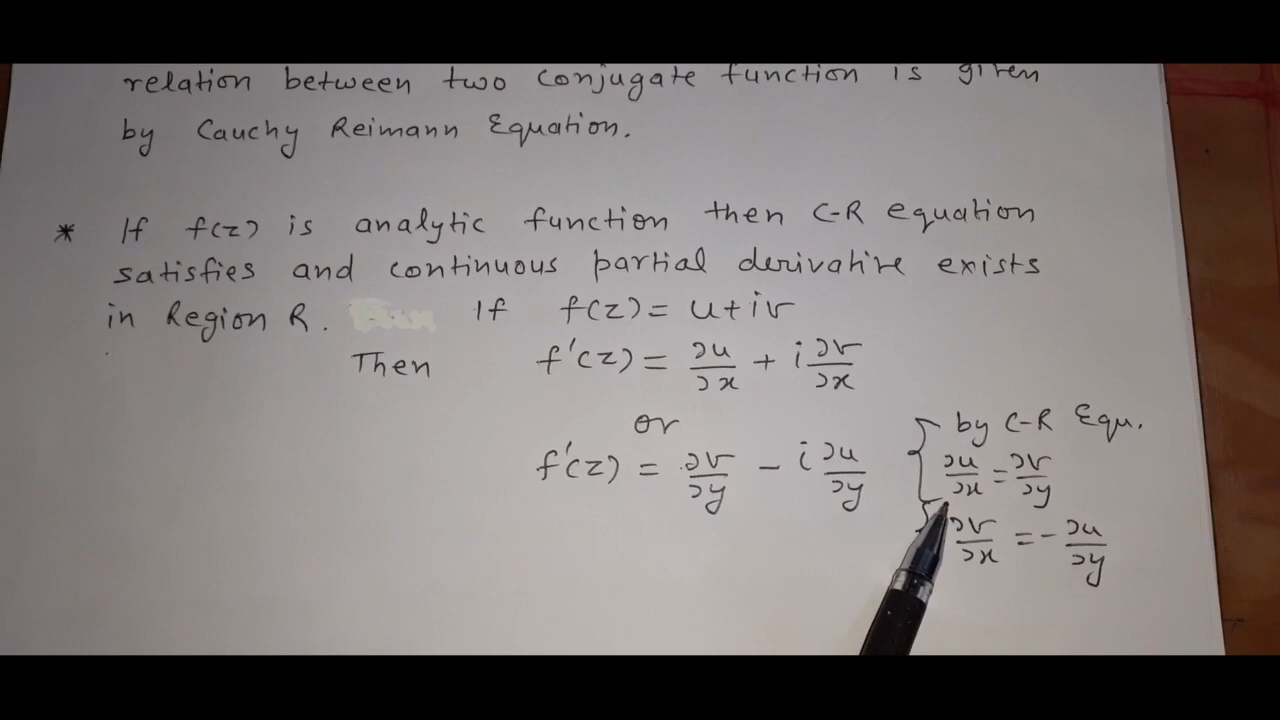 relation between two conjugate function is given
by Cauchy Reimann Equation.
* If f(z) is analytic function then C-R equation
satisfies and continuous partial derivative exists
in Region R. If f(z) = u+iv
Then f'(z) = ∂u/∂x + i ∂v/∂x
or
f'(z) = ∂v/∂y - i ∂u/∂y
by C-R Equ.
∂u/∂x = ∂v/∂y
∂v/∂x = - ∂u/∂y